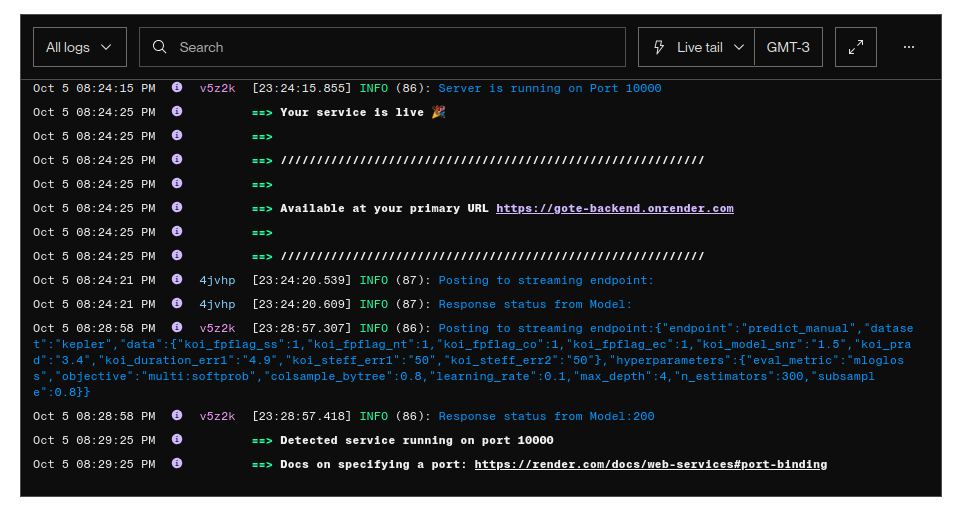 All logs Search Live tail GMT-3 ...
Oct 5 08:24:15 PM v5z2k [23:24:15.855] INFO (86): Server is running on Port 10000
Oct 5 08:24:25 PM ==> Your service is live 🎉
Oct 5 08:24:25 PM ==>
Oct 5 08:24:25 PM ==> ///////////////////////////////////////////////////////////
Oct 5 08:24:25 PM ==>
Oct 5 08:24:25 PM ==> Available at your primary URL https://gote-backend.onrender.com
Oct 5 08:24:25 PM ==>
Oct 5 08:24:25 PM ==> ///////////////////////////////////////////////////////////
Oct 5 08:24:21 PM 4jvhp [23:24:20.539] INFO (87): Posting to streaming endpoint:
Oct 5 08:24:21 PM 4jvhp [23:24:20.609] INFO (87): Response status from Model:
Oct 5 08:28:58 PM v5z2k [23:28:57.307] INFO (86): Posting to streaming endpoint:{"endpoint":"predict_manual","datase
t":"kepler","data":{"koi_fpflag_ss":1,"koi_fpflag_nt":1,"koi_fpflag_co":1,"koi_fpflag_ec":1,"koi_model_snr":"1.5","koi_pra
d":"3.4","koi_duration_err1":"4.9","koi_steff_err1":"50","koi_steff_err2":"50"},"hyperparameters":{"eval_metric":"mloglos
s","objective":"multi:softprob","colsample_bytree":0.8,"learning_rate":0.1,"max_depth":4,"n_estimators":300,"subsampl
e":0.8}}
Oct 5 08:28:58 PM v5z2k [23:28:57.418] INFO (86): Response status from Model:200
Oct 5 08:29:25 PM ==> Detected service running on port 10000
Oct 5 08:29:25 PM ==> Docs on specifying a port: https://render.com/docs/web-services#port-binding